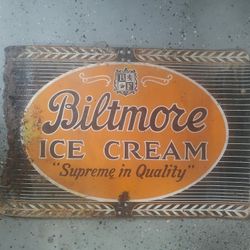 Biltmore
ICE CREAM
"Supreme in Quality"